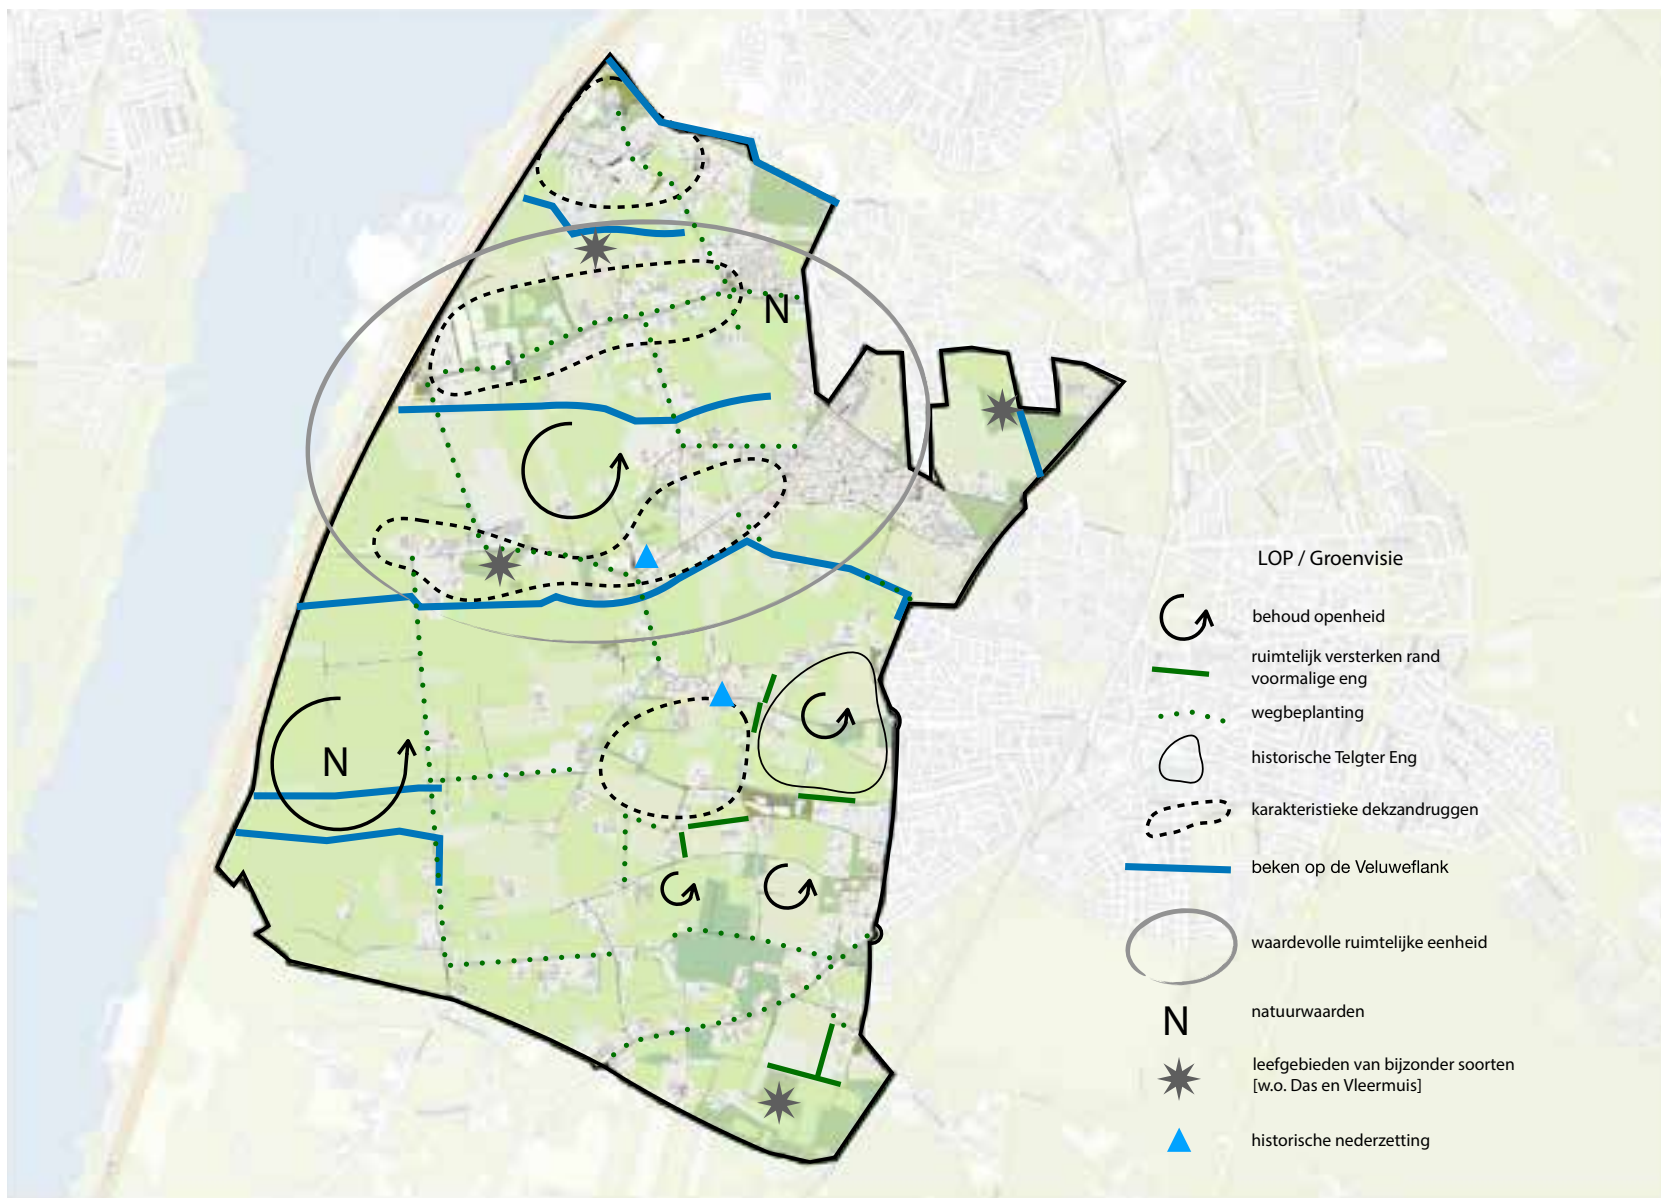 N
N
LOP / Groenvisie
behoud openheid
ruimtelijk versterken rand
voormalige eng
wegbeplanting
historische Telgter Eng
karakteristieke dekzandruggen
beken op de Veluweflank
waardevolle ruimtelijke eenheid
N
natuurwaarden
leefgebieden van bijzonder soorten
[w.o. Das en Vleermuis]
historische nederzetting